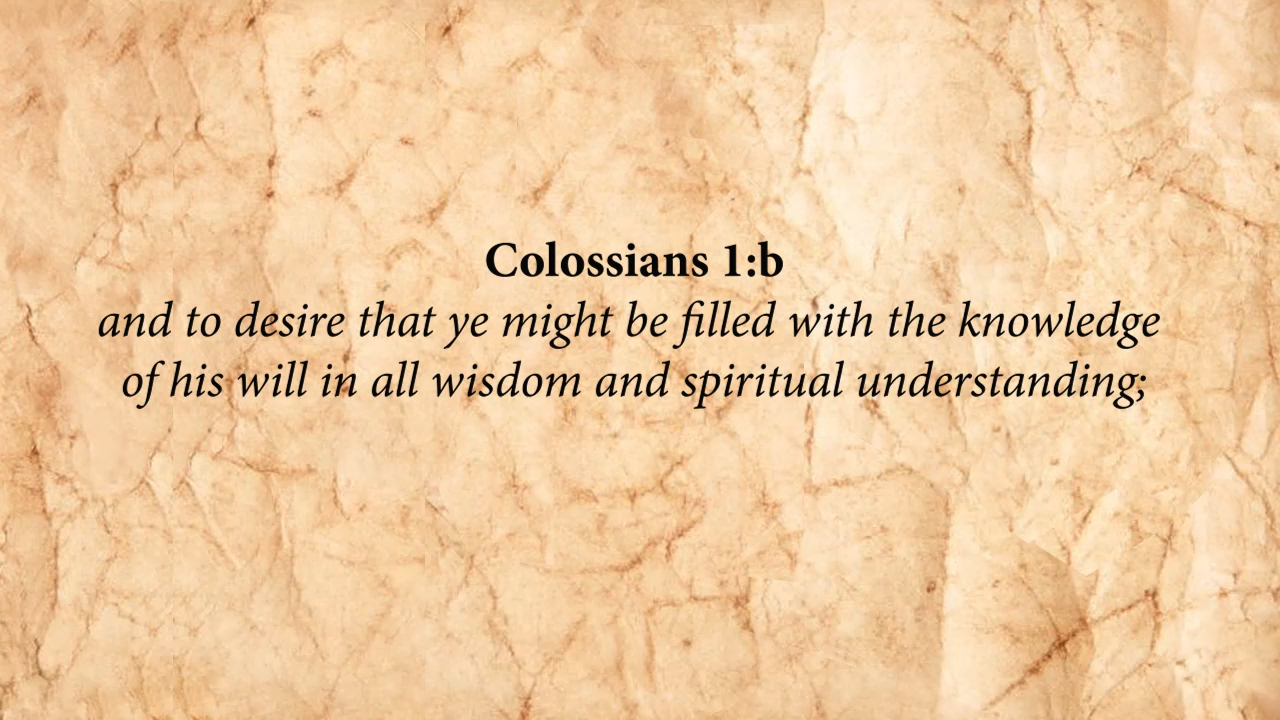 Colossians 1:b
and to desire that ye might be filled with the knowledge
of his will in all wisdom and spiritual understanding;